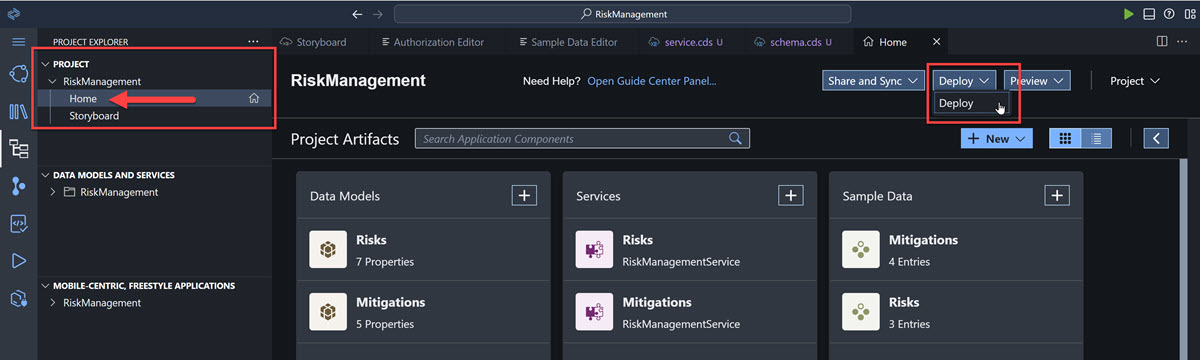 RiskManagement
PROJECT EXPLORER
Storyboard
Authorization Editor
Sample Data Editor
service.cds U
schema.cds U
Home
PROJECT
RiskManagement
Home
Storyboard
DATA MODELS AND SERVICES
RiskManagement
MOBILE-CENTRIC, FREESTYLE APPLICATIONS
RiskManagement
RiskManagement
Need Help? Open Guide Center Panel...
Share and Sync
Deploy
Preview
Project
Deploy
Project Artifacts
Search Application Components
New
Data Models
Risks
7 Properties
Mitigations
5 Properties
Services
Risks
RiskManagementService
Mitigations
RiskManagementService
Sample Data
Mitigations
4 Entries
Risks
3 Entries